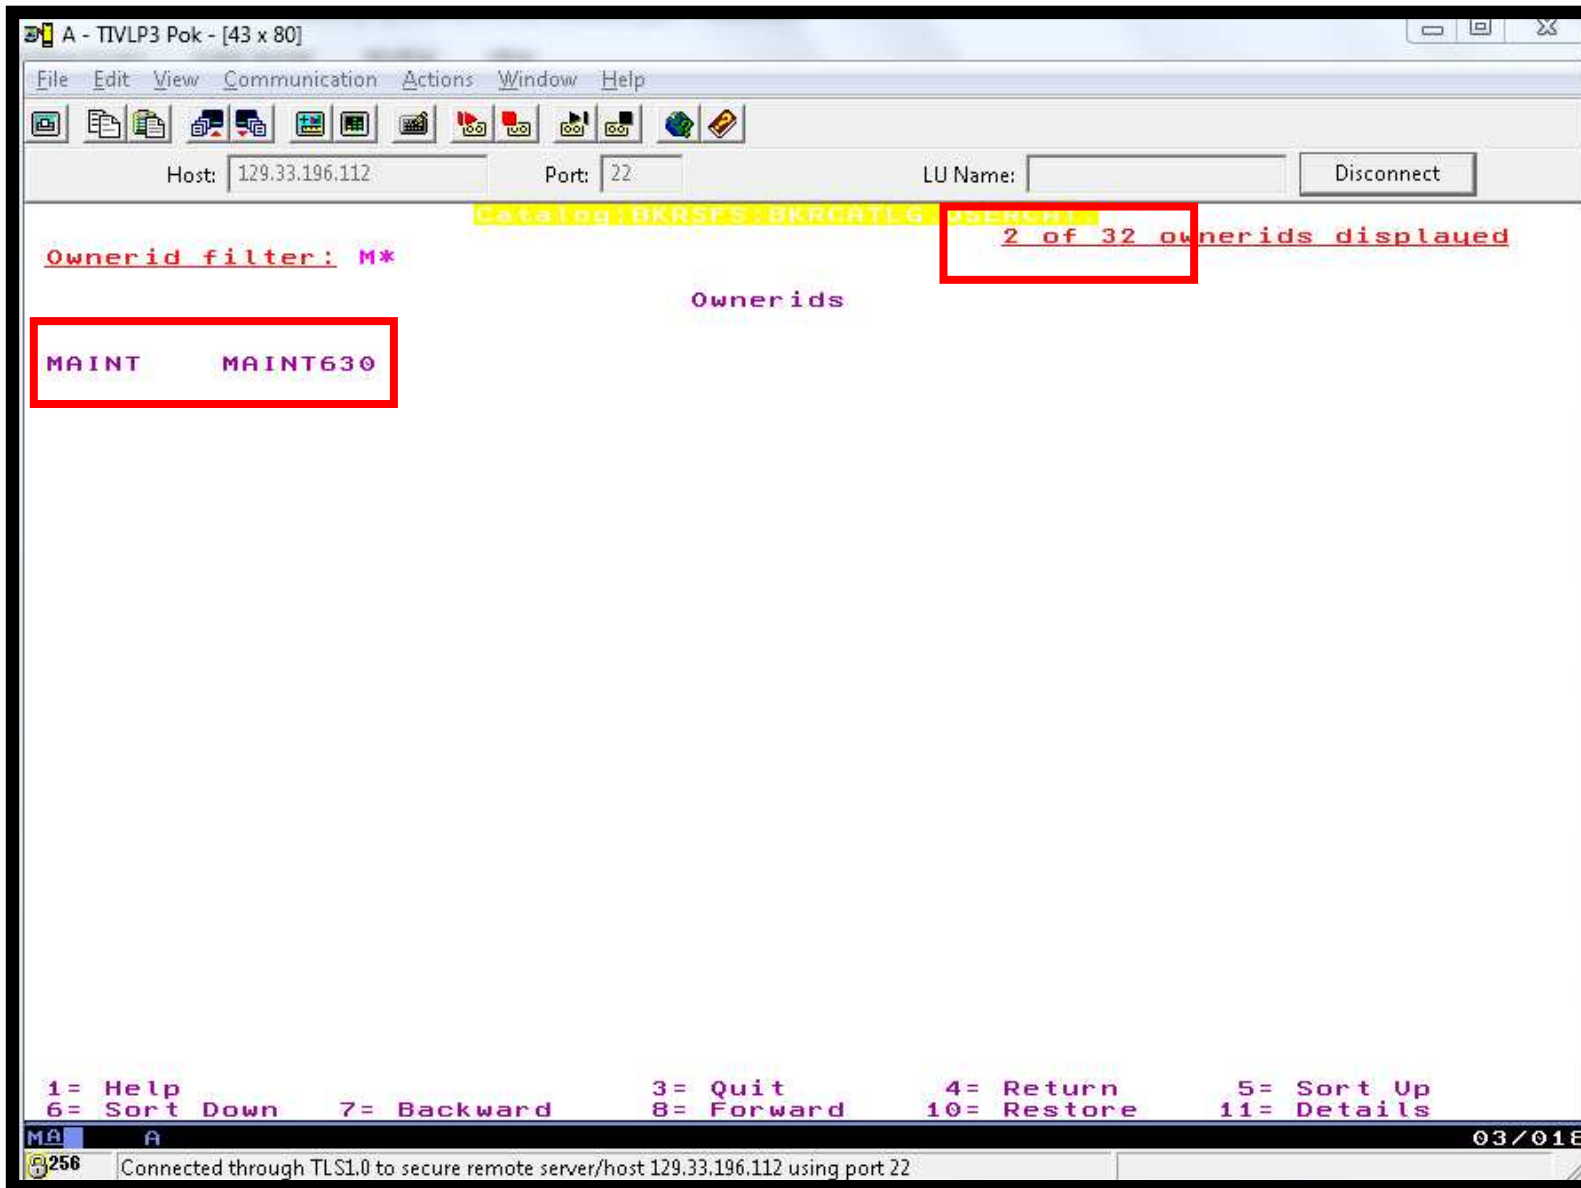 A - TIVLP3 Pok - [43 x 80]
File Edit View Communication Actions Window Help
Host: 129.33.196.112 Port: 22 LU Name: Disconnect
Catalog:BKRSFS:BKRCATLG.USERCAT.
2 of 32 ownerids displayed
Ownerid filter: M*
Ownerids
MAINT MAINT630
1= Help 3= Quit 4= Return 5= Sort Up
6= Sort Down 7= Backward 8= Forward 10= Restore 11= Details
MA A 03/018
256 Connected through TLS1.0 to secure remote server/host 129.33.196.112 using port 22